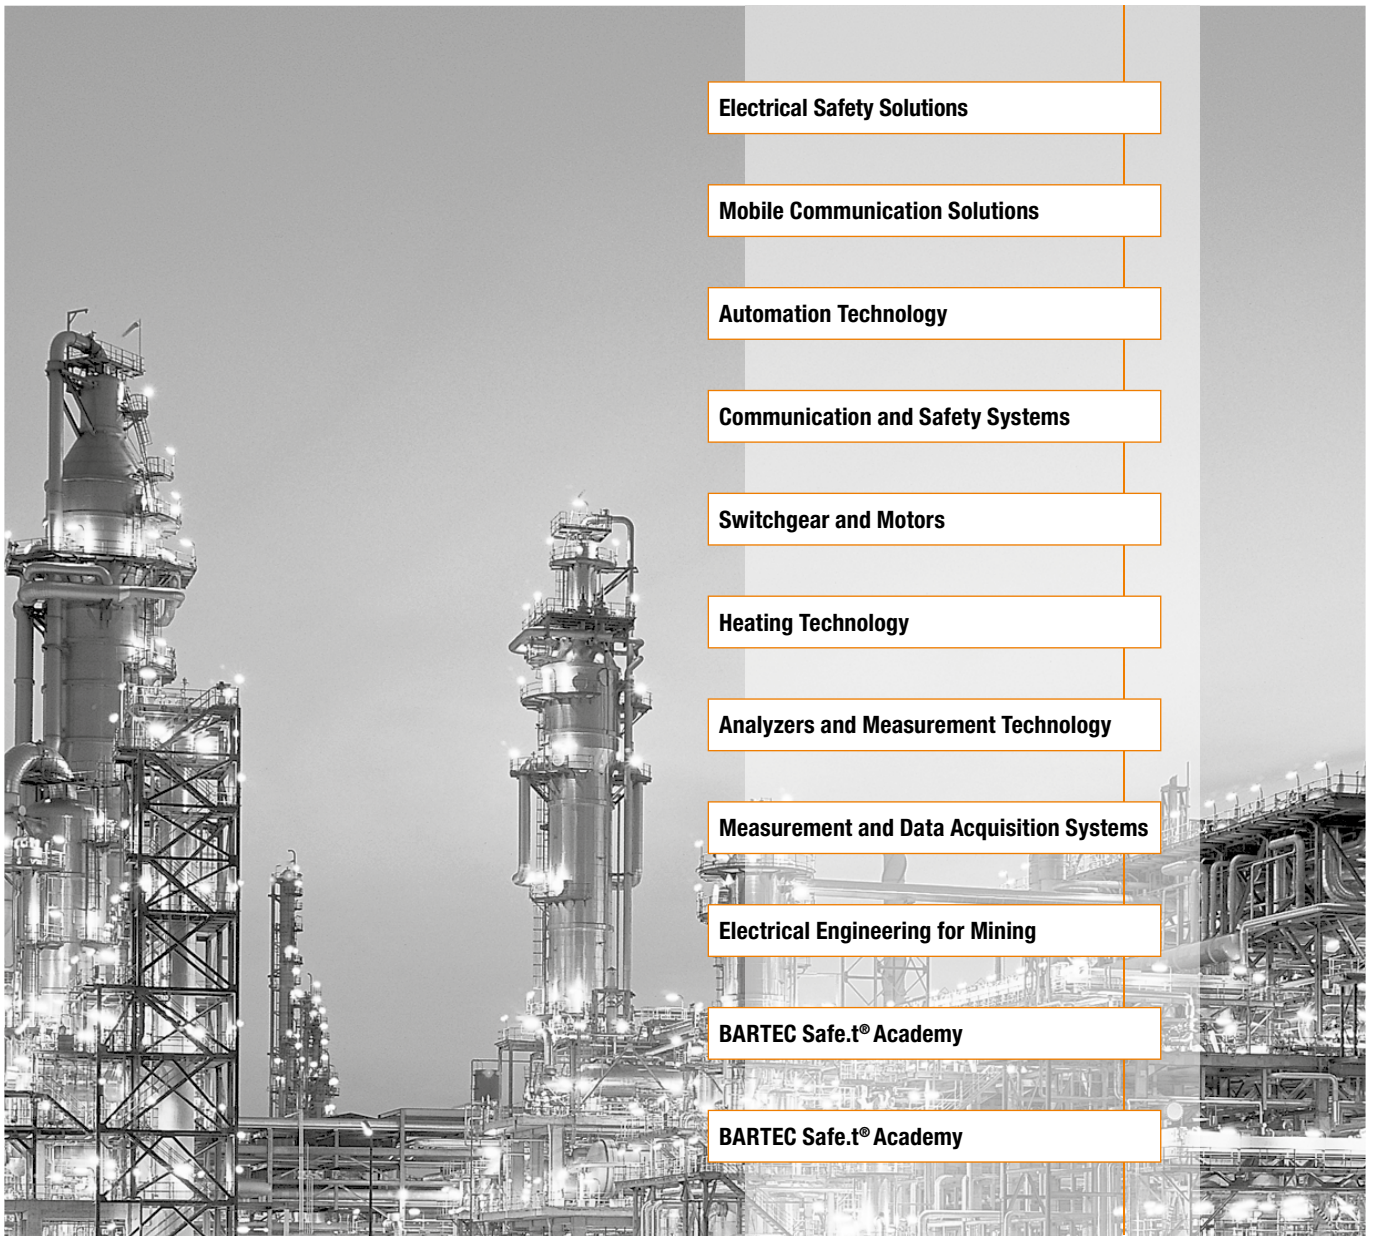 Electrical Safety Solutions
Mobile Communication Solutions
Automation Technology
Communication and Safety Systems
Switchgear and Motors
Heating Technology
Analyzers and Measurement Technology
Measurement and Data Acquisition Systems
Electrical Engineering for Mining
BARTEC Safe.t® Academy
BARTEC Safe.t® Academy